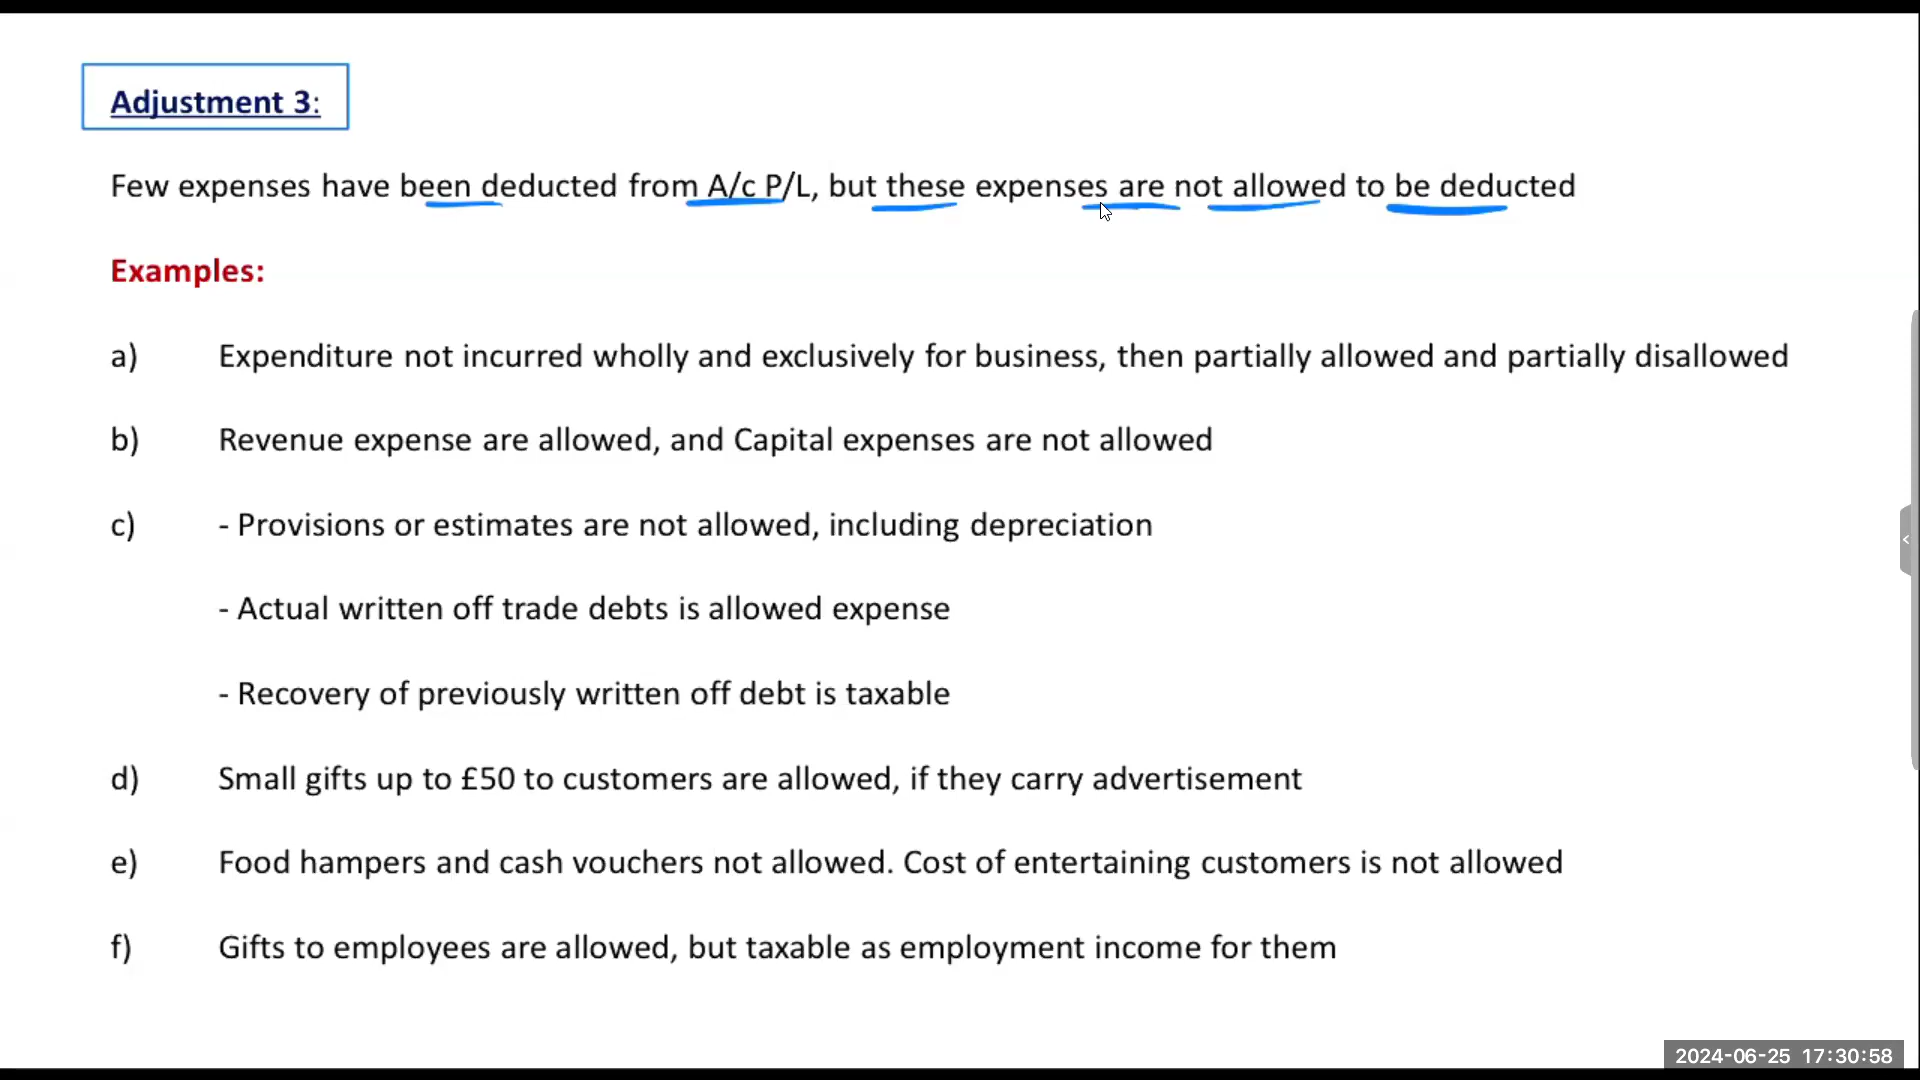 Adjustment 3:
Few expenses have been deducted from A/c P/L, but these expenses are not allowed to be deducted
Examples:
a) Expenditure not incurred wholly and exclusively for business, then partially allowed and partially disallowed
b) Revenue expense are allowed, and Capital expenses are not allowed
c) - Provisions or estimates are not allowed, including depreciation
- Actual written off trade debts is allowed expense
- Recovery of previously written off debt is taxable
d) Small gifts up to £50 to customers are allowed, if they carry advertisement
e) Food hampers and cash vouchers not allowed. Cost of entertaining customers is not allowed
f) Gifts to employees are allowed, but taxable as employment income for them
2024-06-25 17:30:58